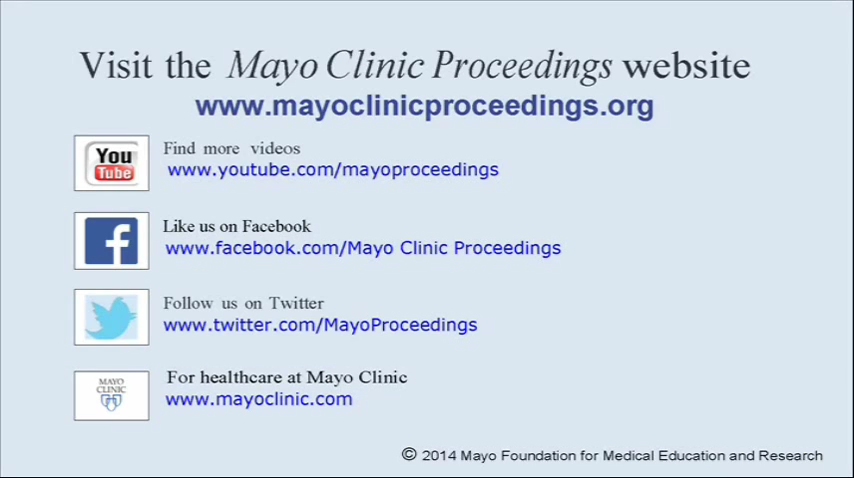 Visit the Mayo Clinic Proceedings website
www.mayoclinicproceedings.org
You
Tube
Find more videos
www.youtube.com/mayoproceedings
f
Like us on Facebook
www.facebook.com/Mayo Clinic Proceedings
Follow us on Twitter
www.twitter.com/MayoProceedings
MAYO
CLINIC
For healthcare at Mayo Clinic
www.mayoclinic.com
© 2014 Mayo Foundation for Medical Education and Research